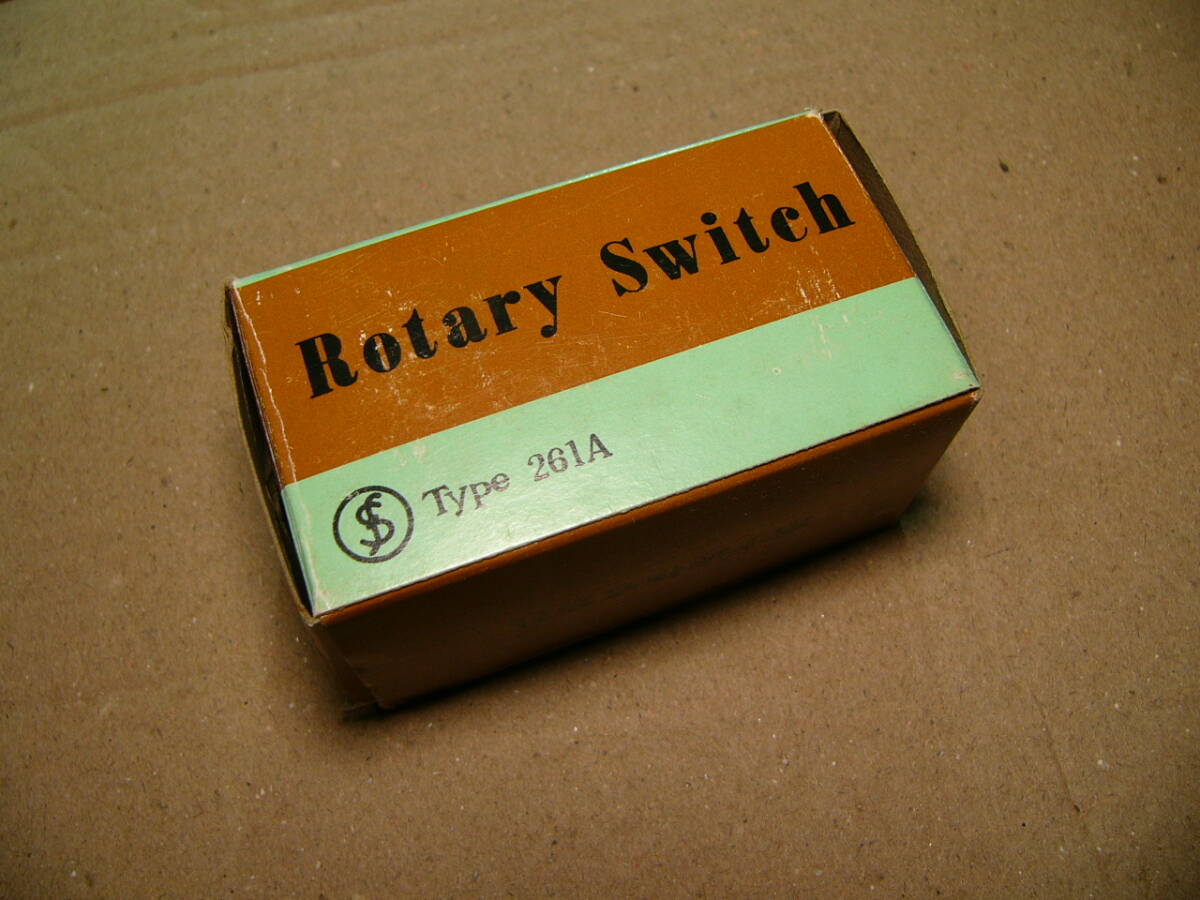 Rotary Switch
Type 261A